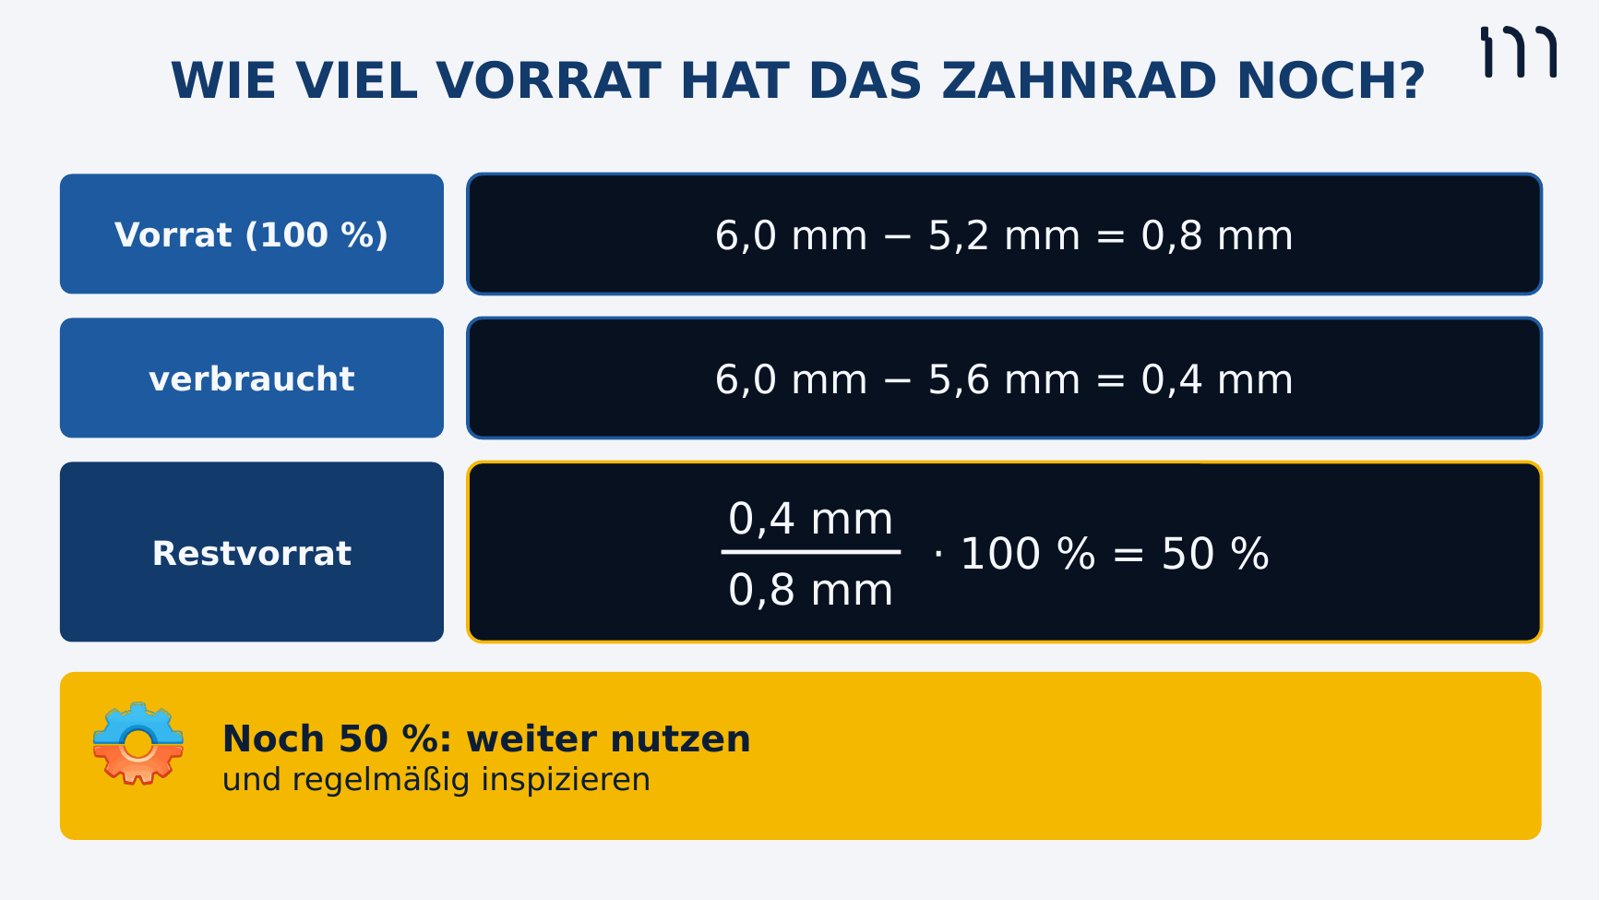 WIE VIEL VORRAT HAT DAS ZAHNRAD NOCH?
Vorrat (100 %)
6,0 mm − 5,2 mm = 0,8 mm
verbraucht
6,0 mm − 5,6 mm = 0,4 mm
Restvorrat
0,4 mm
0,8 mm
· 100 % = 50 %
Noch 50 %: weiter nutzen
und regelmäßig inspizieren